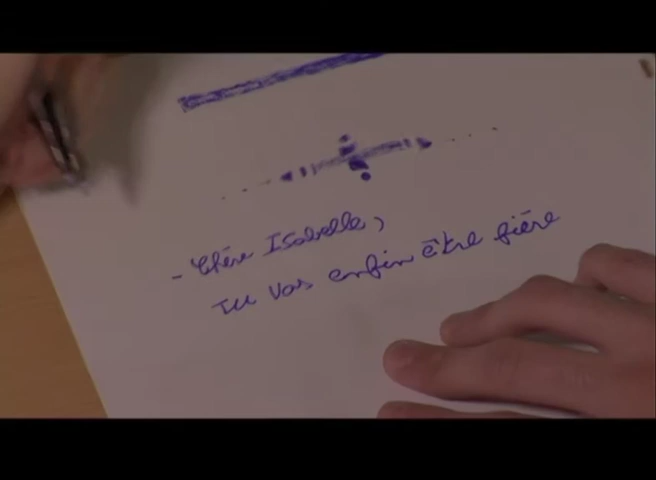 - Chère Isabelle,
Tu vas enfin être fière